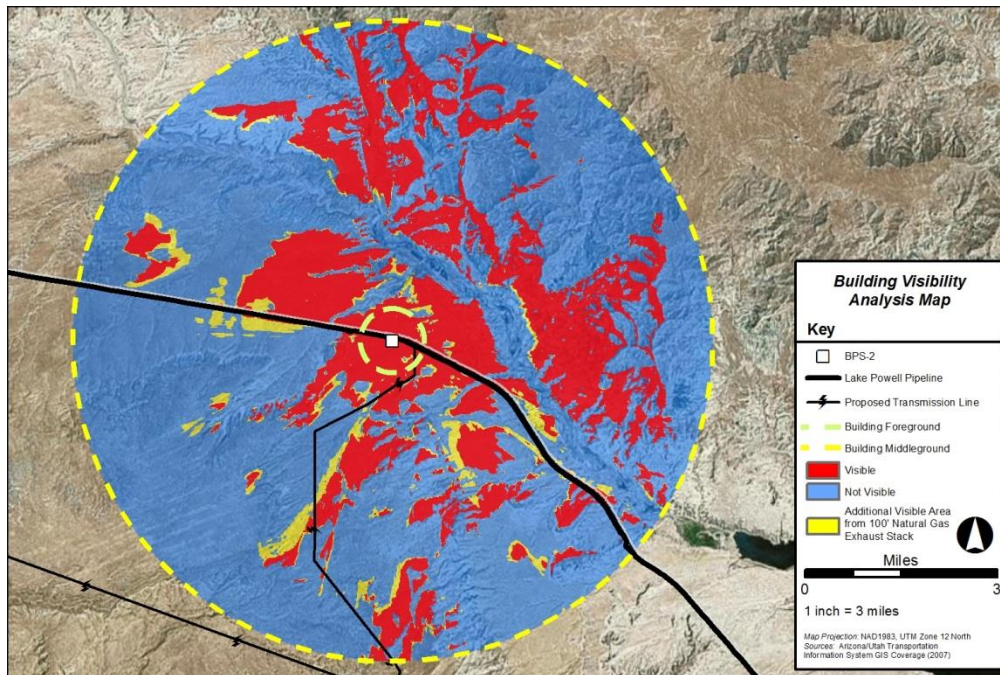 Building Visibility
Analysis Map
Key
BPS-2
Lake Powell Pipeline
Proposed Transmission Line
Building Foreground
Building Middleground
Visible
Not Visible
Additional Visible Area
from 100' Natural Gas
Exhaust Stack
Miles
0 3
1 inch = 3 miles
Map Projection: NAD1983, UTM Zone 12 North
Sources: Arizona/Utah Transportation
Information System GIS Coverage (2007)